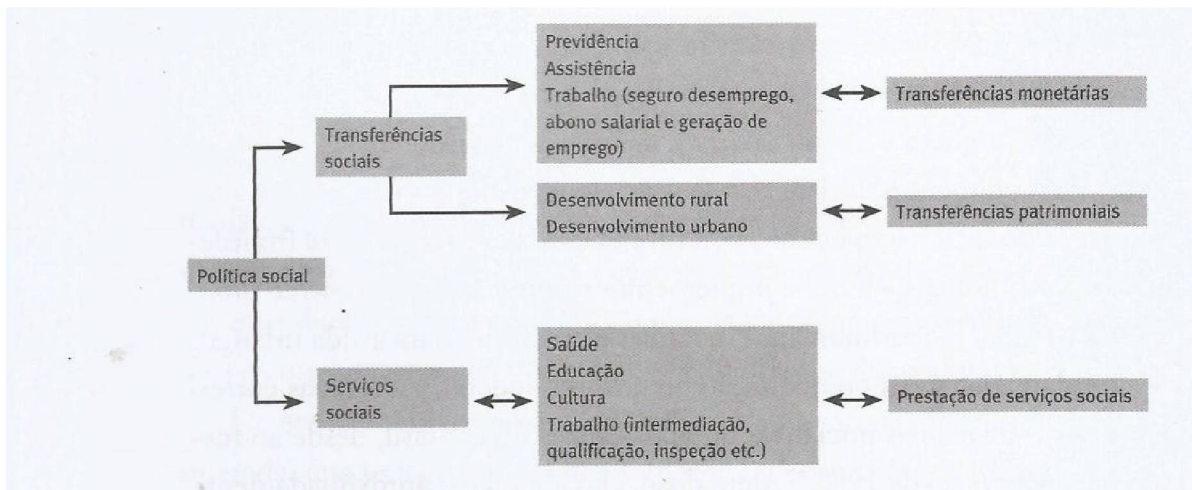 Previdência
Assistência
Trabalho (seguro desemprego,
abono salarial e geração de
emprego)
Transferências monetárias
Transferências
sociais
Desenvolvimento rural
Desenvolvimento urbano
Transferências patrimoniais
Política social
Saúde
Educação
Cultura
Trabalho (intermediação,
qualificação, inspeção etc.)
Serviços
sociais
Prestação de serviços sociais